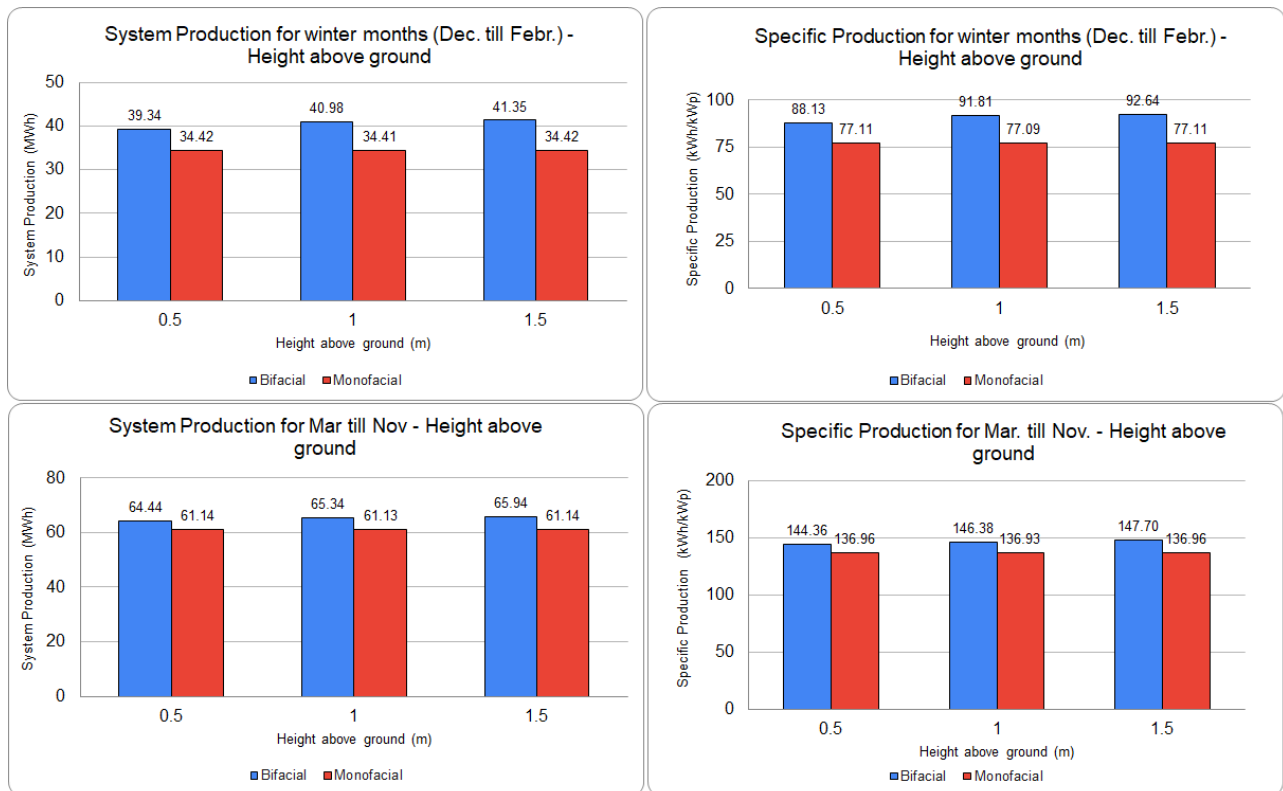 System Production for winter months (Dec. till Febr.) -
Height above ground
System Production (MWh)
50
40
30
20
10
0
39.34
34.42
40.98
34.41
41.35
34.42
0.5
1
1.5
Height above ground (m)
Bifacial
Monofacial
Specific Production for winter months (Dec. till Febr.)
- Height above ground
Specific Production (kWh/kWp)
100
75
50
25
0
88.13
77.11
91.81
77.09
92.64
77.11
0.5
1
1.5
Height above ground (m)
Bifacial
Monofacial
System Production for Mar till Nov - Height above
ground
System Production (MWh)
80
60
40
20
0
64.44
61.14
65.34
61.13
65.94
61.14
0.5
1
1.5
Height above ground (m)
Bifacial
Monofacial
Specific Production for Mar. till Nov. - Height above
ground
Specific Production (kWh/kWp)
200
150
100
50
0
144.36
136.96
146.38
136.93
147.70
136.96
0.5
1
1.5
Height above ground (m)
Bifacial
Monofacial